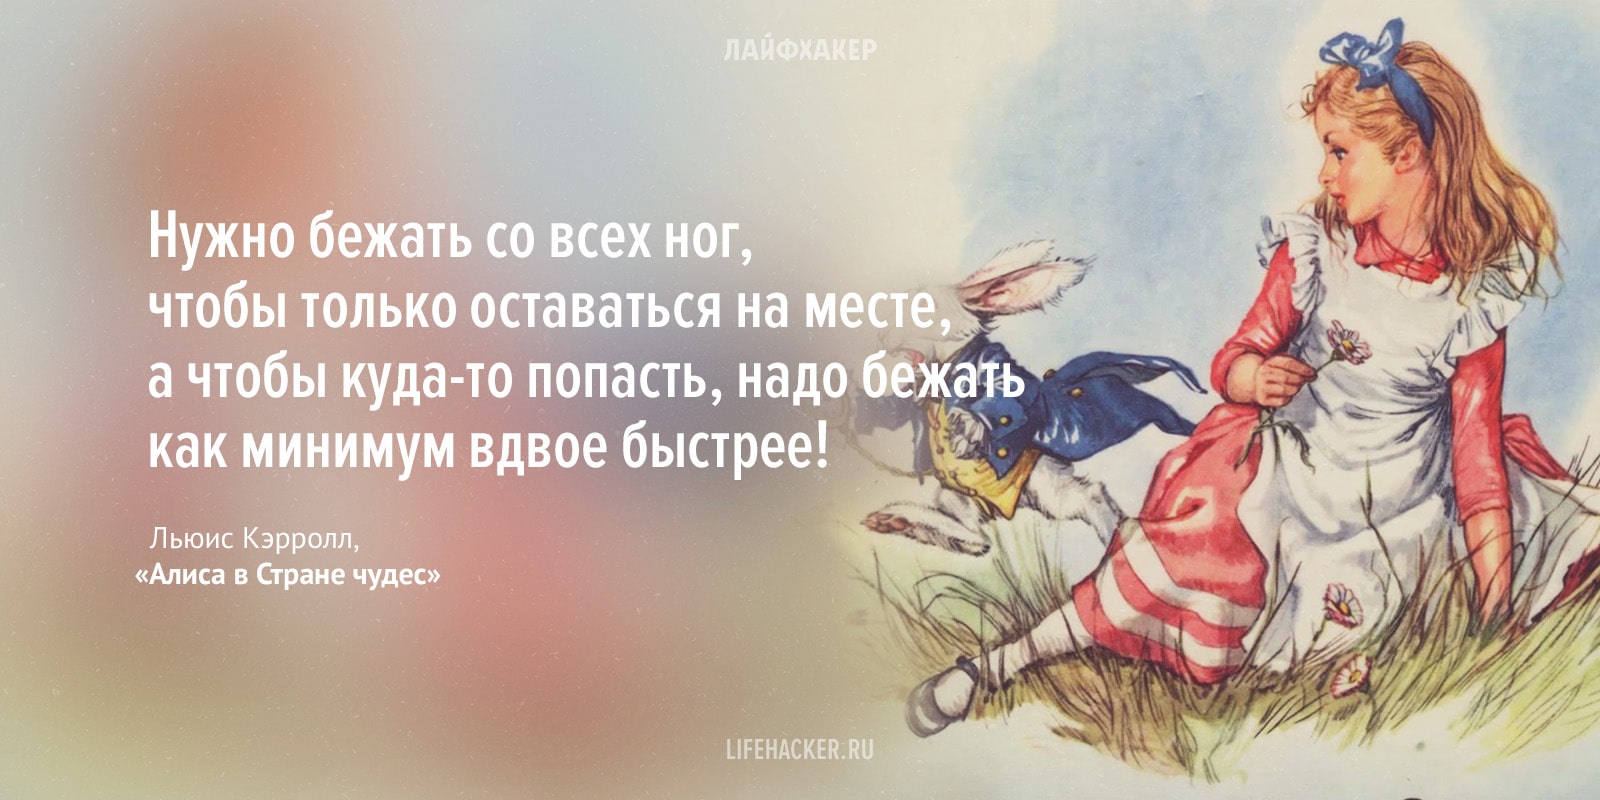 ЛАЙФХАКЕР
Нужно бежать со всех ног,
чтобы только оставаться на месте,
а чтобы куда-то попасть, надо бежать
как минимум вдвое быстрее!
Льюис Кэрролл,
«Алиса в Стране чудес»
LIFEHACKER.RU